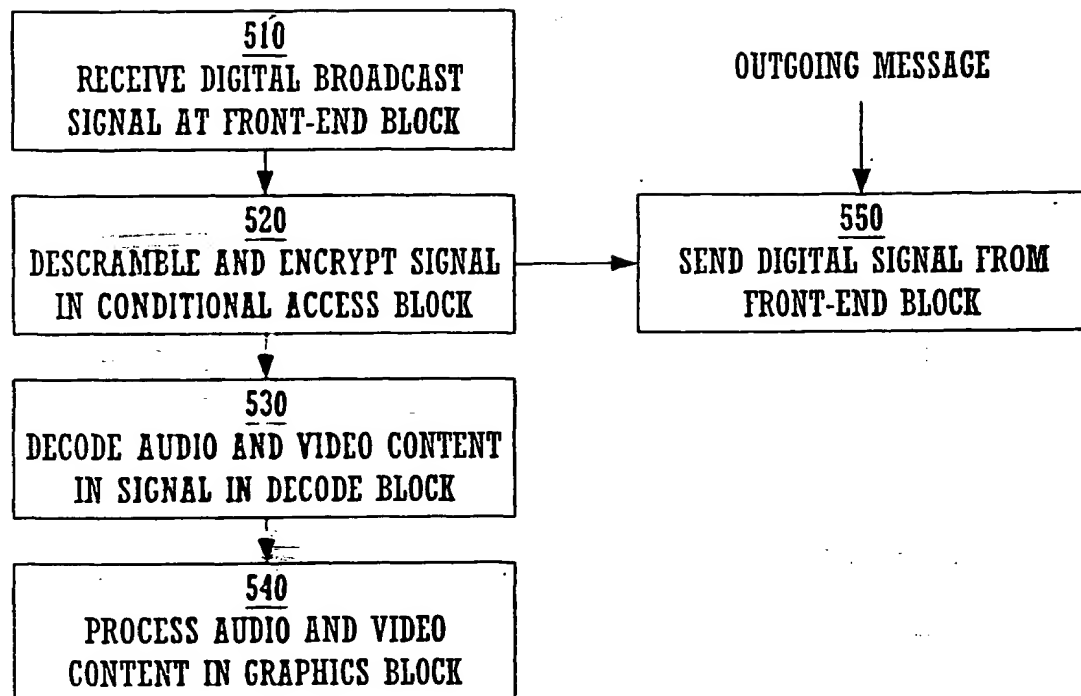 510
RECEIVE DIGITAL BROADCAST
SIGNAL AT FRONT-END BLOCK
OUTGOING MESSAGE
520
DESCRAMBLE AND ENCRYPT SIGNAL
IN CONDITIONAL ACCESS BLOCK
550
SEND DIGITAL SIGNAL FROM
FRONT-END BLOCK
530
DECODE AUDIO AND VIDEO CONTENT
IN SIGNAL IN DECODE BLOCK
540
PROCESS AUDIO AND VIDEO
CONTENT IN GRAPHICS BLOCK